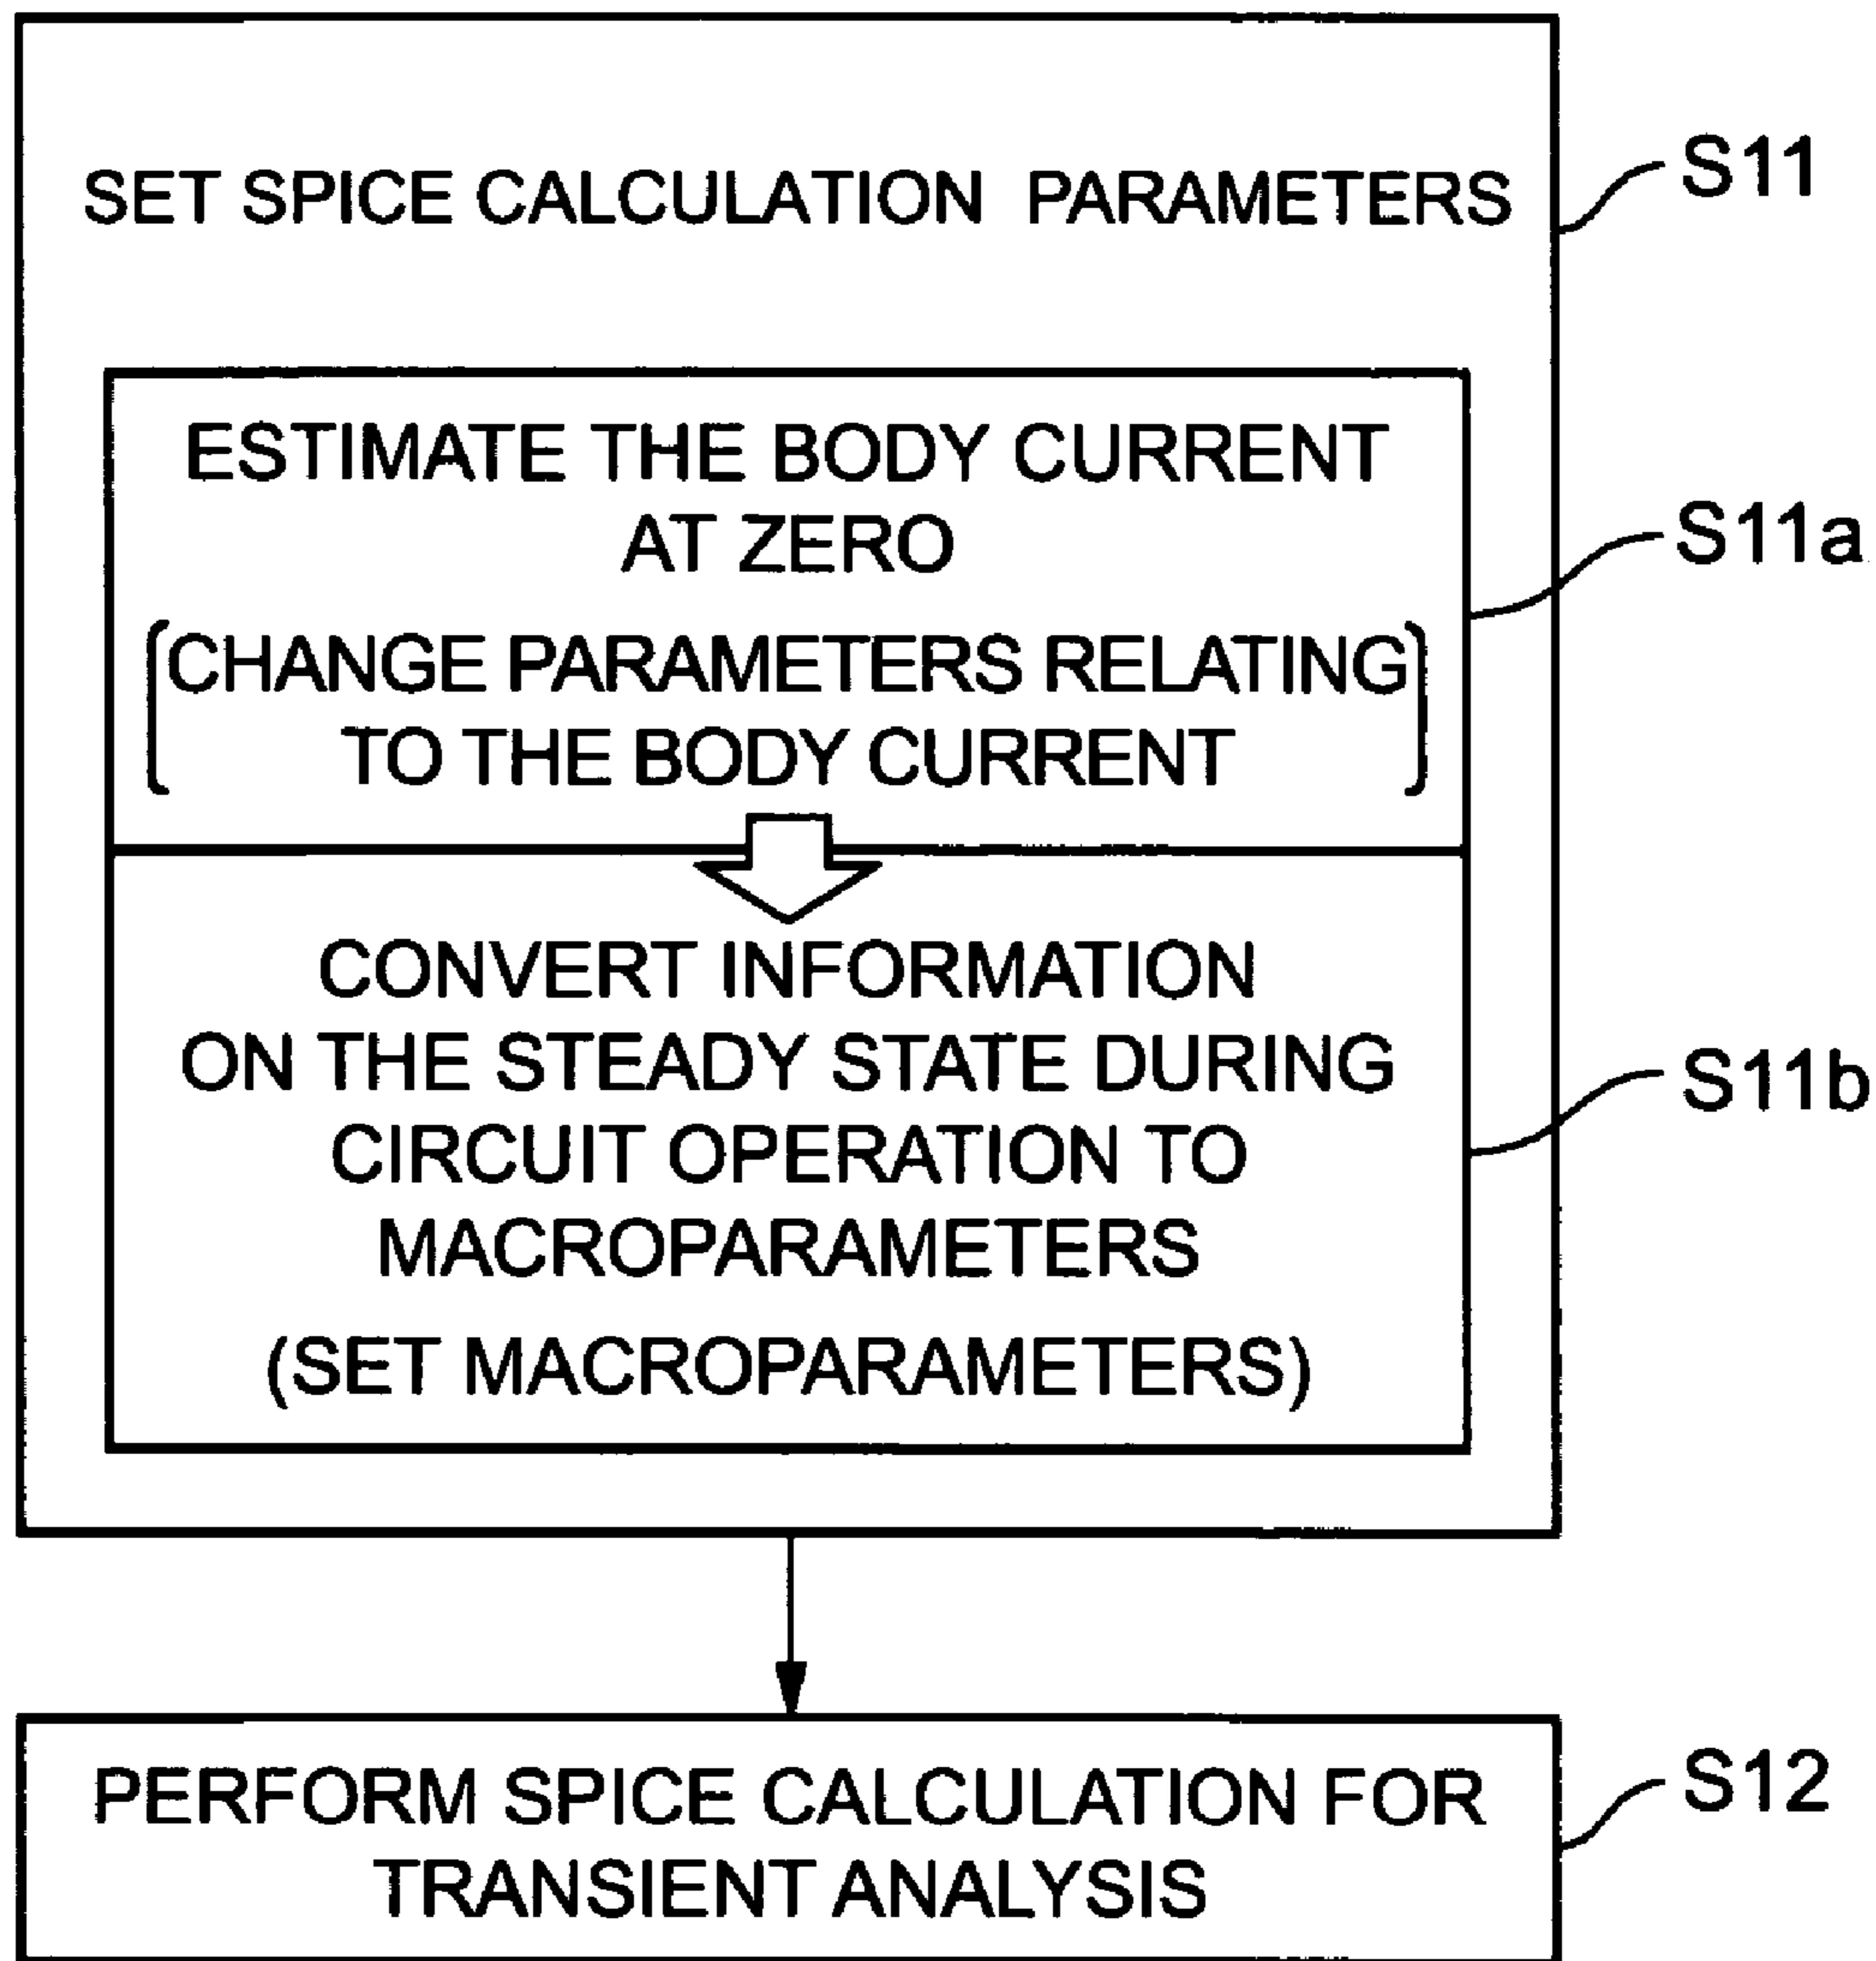 SET SPICE CALCULATION PARAMETERS
S11
ESTIMATE THE BODY CURRENT
AT ZERO
S11a
[CHANGE PARAMETERS RELATING
TO THE BODY CURRENT]
CONVERT INFORMATION
ON THE STEADY STATE DURING
S11b
CIRCUIT OPERATION TO
MACROPARAMETERS
(SET MACROPARAMETERS)
PERFORM SPICE CALCULATION FOR
S12
TRANSIENT ANALYSIS